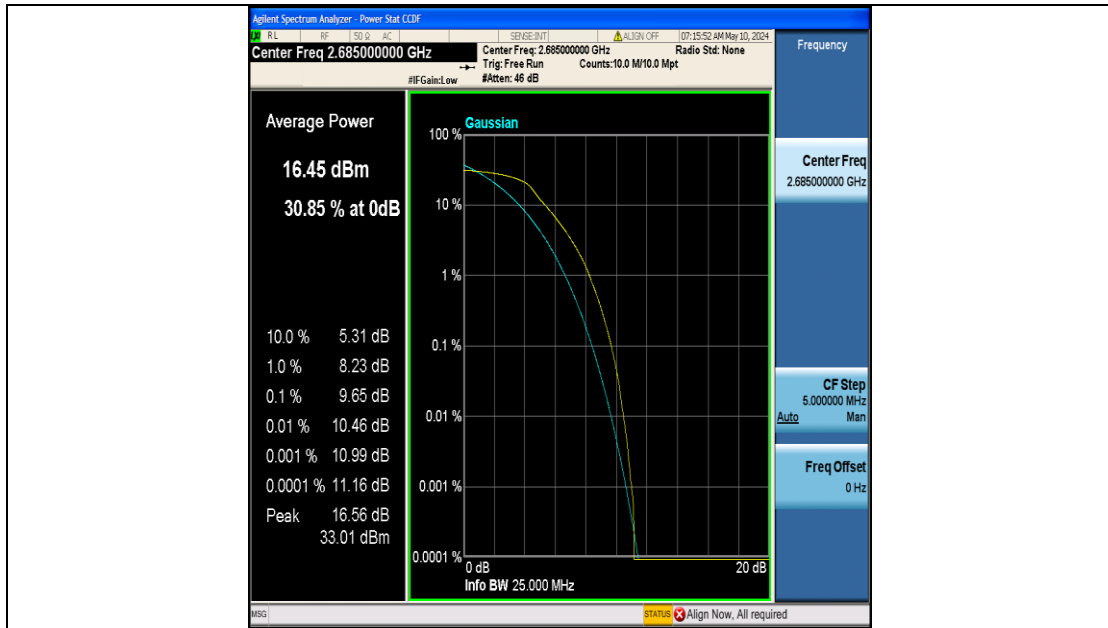 Agilent Spectrum Analyzer - Power Stat CCDF
RL RF 50 Ω AC SENSE:INT ALIGN OFF 07:15:52 AM May 10, 2024
Center Freq 2.685000000 GHz
Center Freq: 2.685000000 GHz Radio Std: None
Trig: Free Run Counts:10.0 M/10.0 Mpt
#IFGain:Low #Atten: 46 dB
Frequency
Average Power
16.45 dBm
30.85 % at 0dB
10.0 % 5.31 dB
1.0 % 8.23 dB
0.1 % 9.65 dB
0.01 % 10.46 dB
0.001 % 10.99 dB
0.0001 % 11.16 dB
Peak 16.56 dB
33.01 dBm
Gaussian
100 %
10 %
1 %
0.1 %
0.01 %
0.001 %
0.0001 %
0 dB 20 dB
Info BW 25.000 MHz
Center Freq
2.685000000 GHz
CF Step
5.000000 MHz
Auto Man
Freq Offset
0 Hz
MSG STATUS Align Now, All required